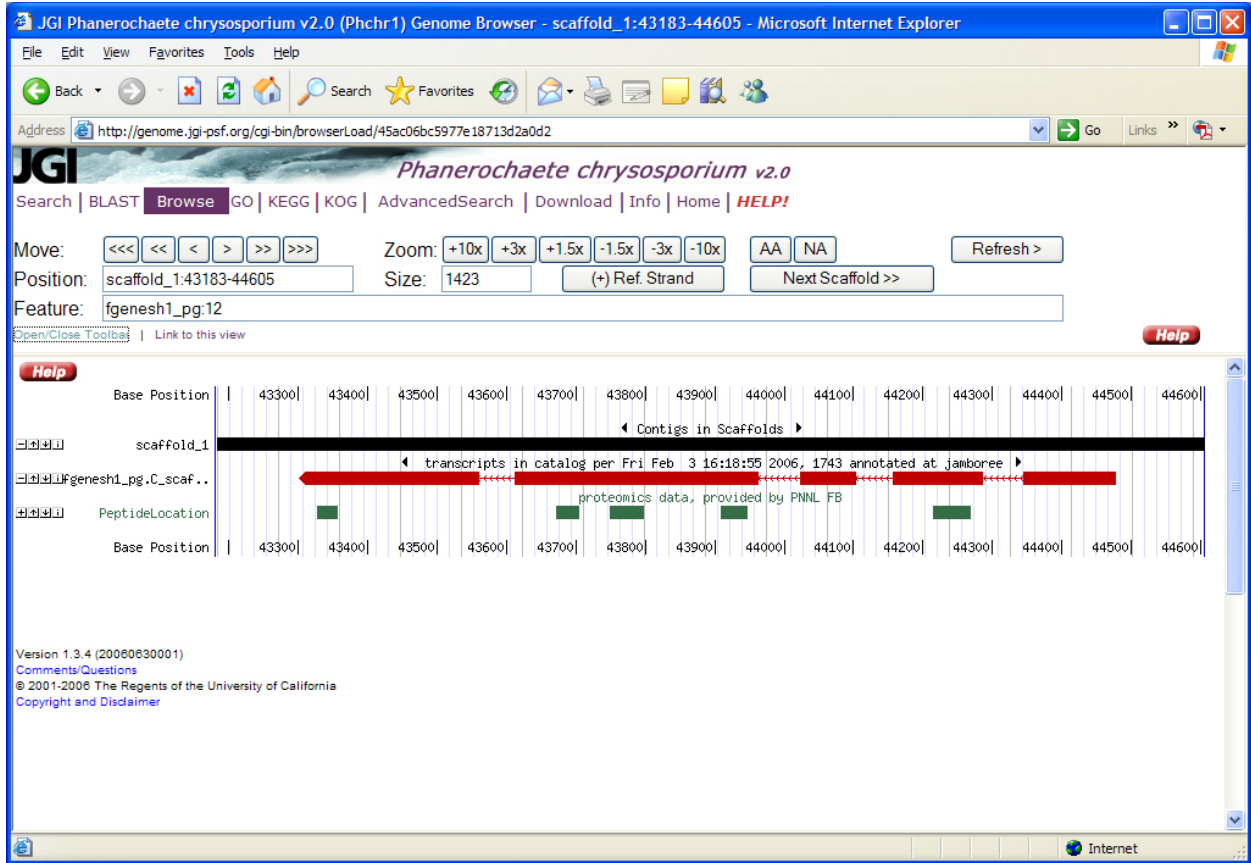 JGI Phanerochaete chrysosporium v2.0 (Phchr1) Genome Browser - scaffold_1:43183-44605 - Microsoft Internet Explorer
File Edit View Favorites Tools Help
Back Search Favorites
Address http://genome.jgi-psf.org/cgi-bin/browserLoad/45ac06bc5977e18713d2a0d2 Go Links »
JGI Phanerochaete chrysosporium v2.0
Search | BLAST Browse GO | KEGG | KOG | AdvancedSearch | Download | Info | Home | HELP!
Move: <<< << < > >> >>> Zoom: +10x +3x +1.5x -1.5x -3x -10x AA NA Refresh >
Position: scaffold_1:43183-44605 Size: 1423 (+) Ref. Strand Next Scaffold >>
Feature: fgenesh1_pg:12
Open/Close Toolbar | Link to this view Help
Help
Base Position | 43300| 43400| 43500| 43600| 43700| 43800| 43900| 44000| 44100| 44200| 44300| 44400| 44500| 44600|
Contigs in Scaffolds
scaffold_1
transcripts in catalog per Fri Feb 3 16:18:55 2006, 1743 annotated at jamboree
fgenesh1_pg.C_scaf..
proteomics data, provided by PNNL FB
PeptideLocation
Base Position | 43300| 43400| 43500| 43600| 43700| 43800| 43900| 44000| 44100| 44200| 44300| 44400| 44500| 44600|
Version 1.3.4 (20060630001)
Comments/Questions
© 2001-2006 The Regents of the University of California
Copyright and Disclaimer
Internet